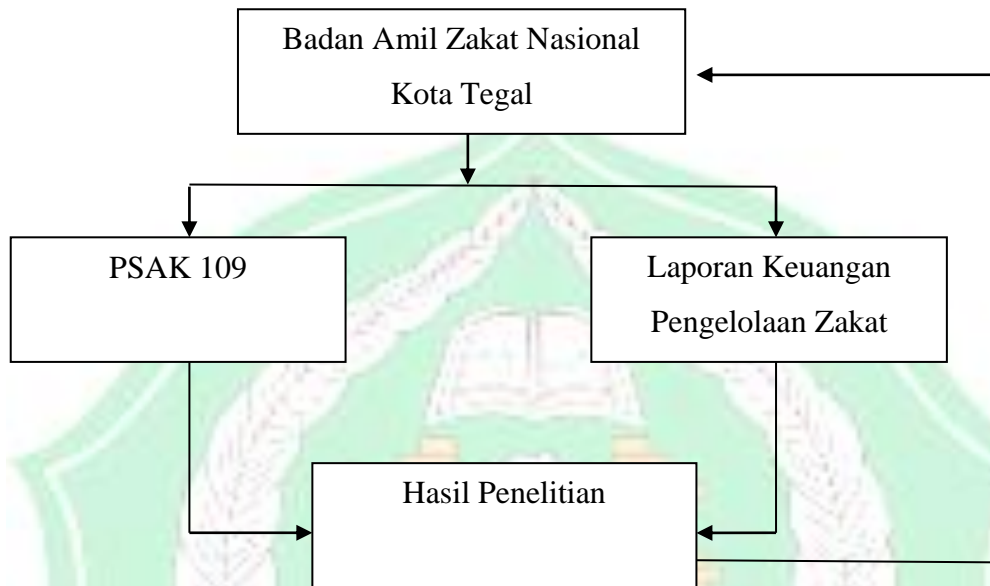 Badan Amil Zakat Nasional
Kota Tegal
PSAK 109
Laporan Keuangan
Pengelolaan Zakat
Hasil Penelitian